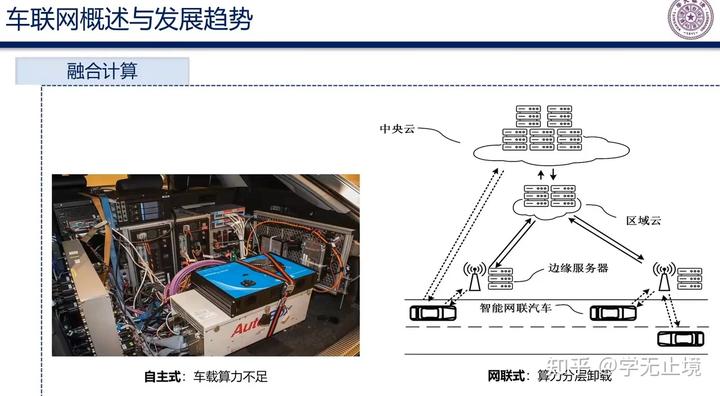 车联网概述与发展趋势
融合计算
中央云
区域云
边缘服务器
智能网联汽车
自主式：车载算力不足
网联式：算力分层卸载
知乎 @学无止境